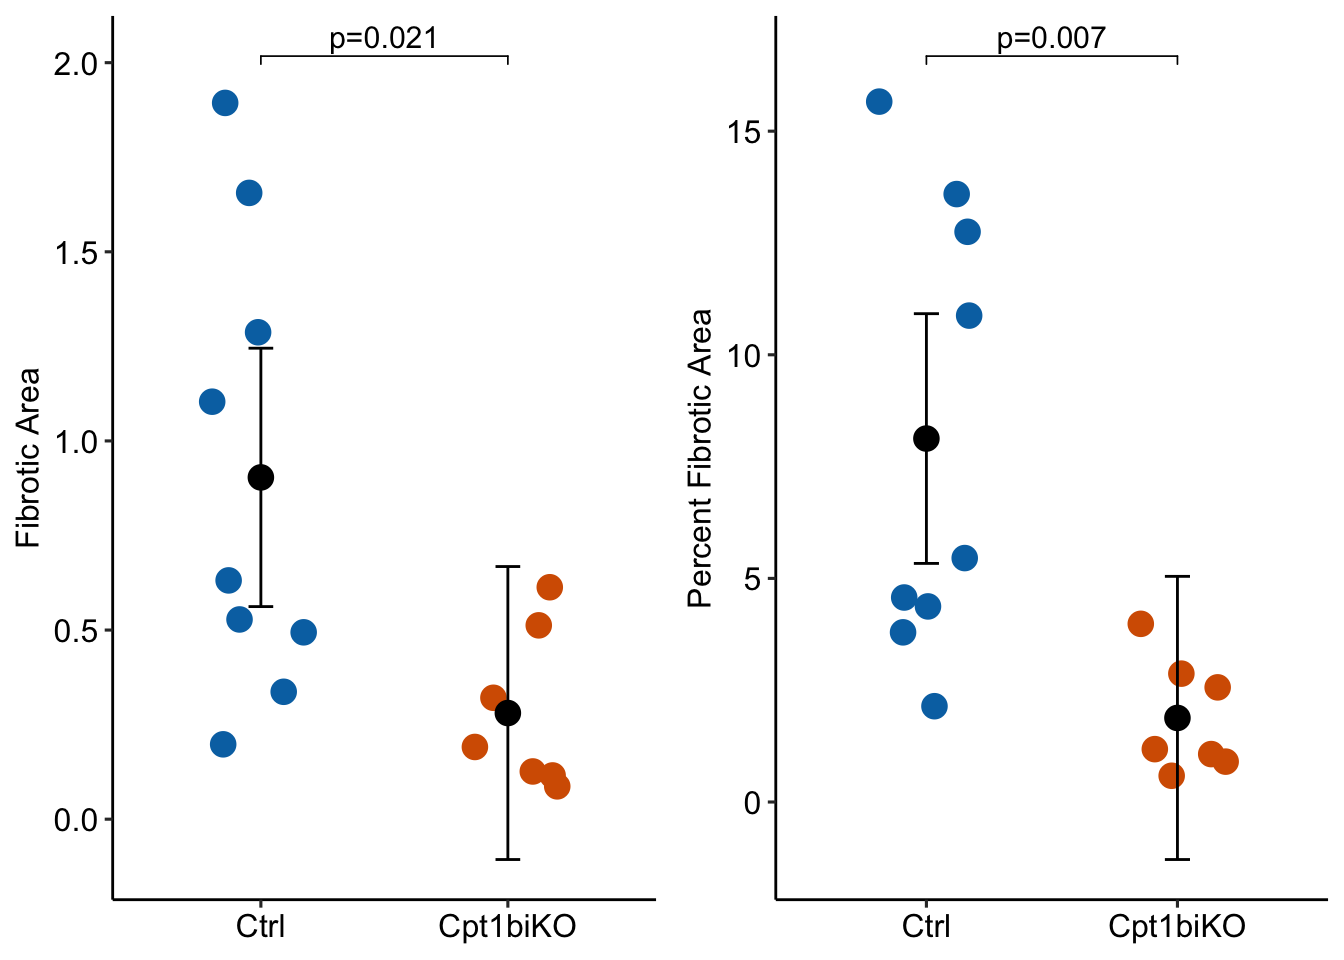 p=0.021
2.0
1.5
1.0
0.5
0.0
Fibrotic Area
Ctrl
Cpt1biKO
p=0.007
15
10
5
0
Percent Fibrotic Area
Ctrl
Cpt1biKO